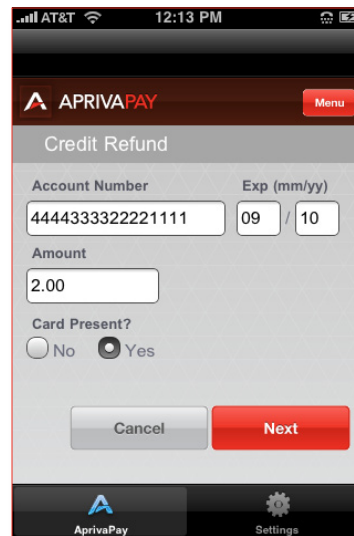 AT&T 12:13 PM
APRIVAPAY Menu
Credit Refund
Account Number Exp (mm/yy)
4444333322221111 09 / 10
Amount
2.00
Card Present?
No Yes
Cancel Next
AprivaPay Settings